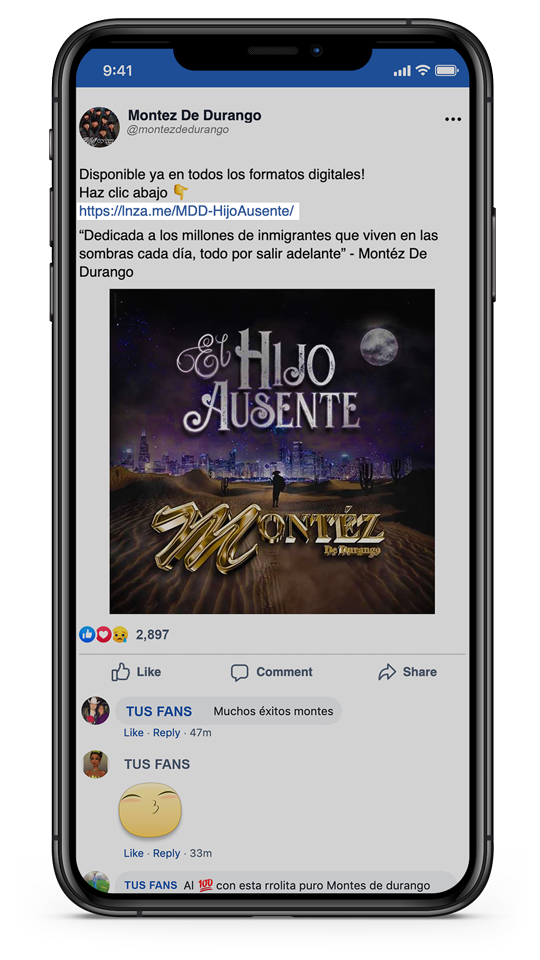 9:41
Montez De Durango
@montezdedurango
Disponible ya en todos los formatos digitales!
Haz clic abajo 👇
https://lnza.me/MDD-HijoAusente/
“Dedicada a los millones de inmigrantes que viven en las
sombras cada día, todo por salir adelante” - Montéz De
Durango
El Hijo
Ausente
Montéz
De Durango
2,897
Like Comment Share
TUS FANS Muchos éxitos montes
Like · Reply · 47m
TUS FANS
Like · Reply · 33m
TUS FANS Al 💯 con esta rrolita puro Montes de durango